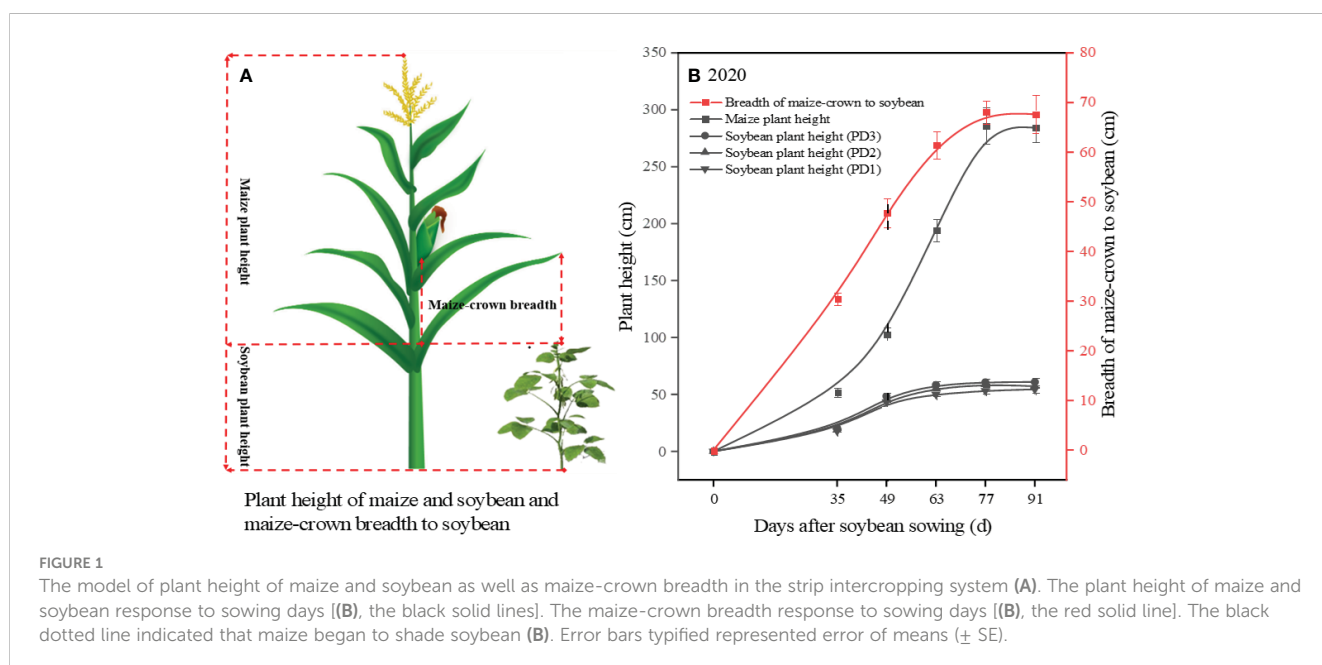 A
Maize plant height
Maize-crown breadth
Soybean plant height
Plant height of maize and soybean and
maize-crown breadth to soybean
B 2020
Breadth of maize-crown to soybean
Maize plant height
Soybean plant height (PD3)
Soybean plant height (PD2)
Soybean plant height (PD1)
Plant height (cm)
350
300
250
200
150
100
50
0
Breadth of maize-crown to soybean (cm)
80
70
60
50
40
30
20
10
0
0 35 49 63 77 91
Days after soybean sowing (d)
FIGURE 1
The model of plant height of maize and soybean as well as maize-crown breadth in the strip intercropping system (A). The plant height of maize and
soybean response to sowing days [(B), the black solid lines]. The maize-crown breadth response to sowing days [(B), the red solid line]. The black
dotted line indicated that maize began to shade soybean (B). Error bars typified represented error of means (± SE).